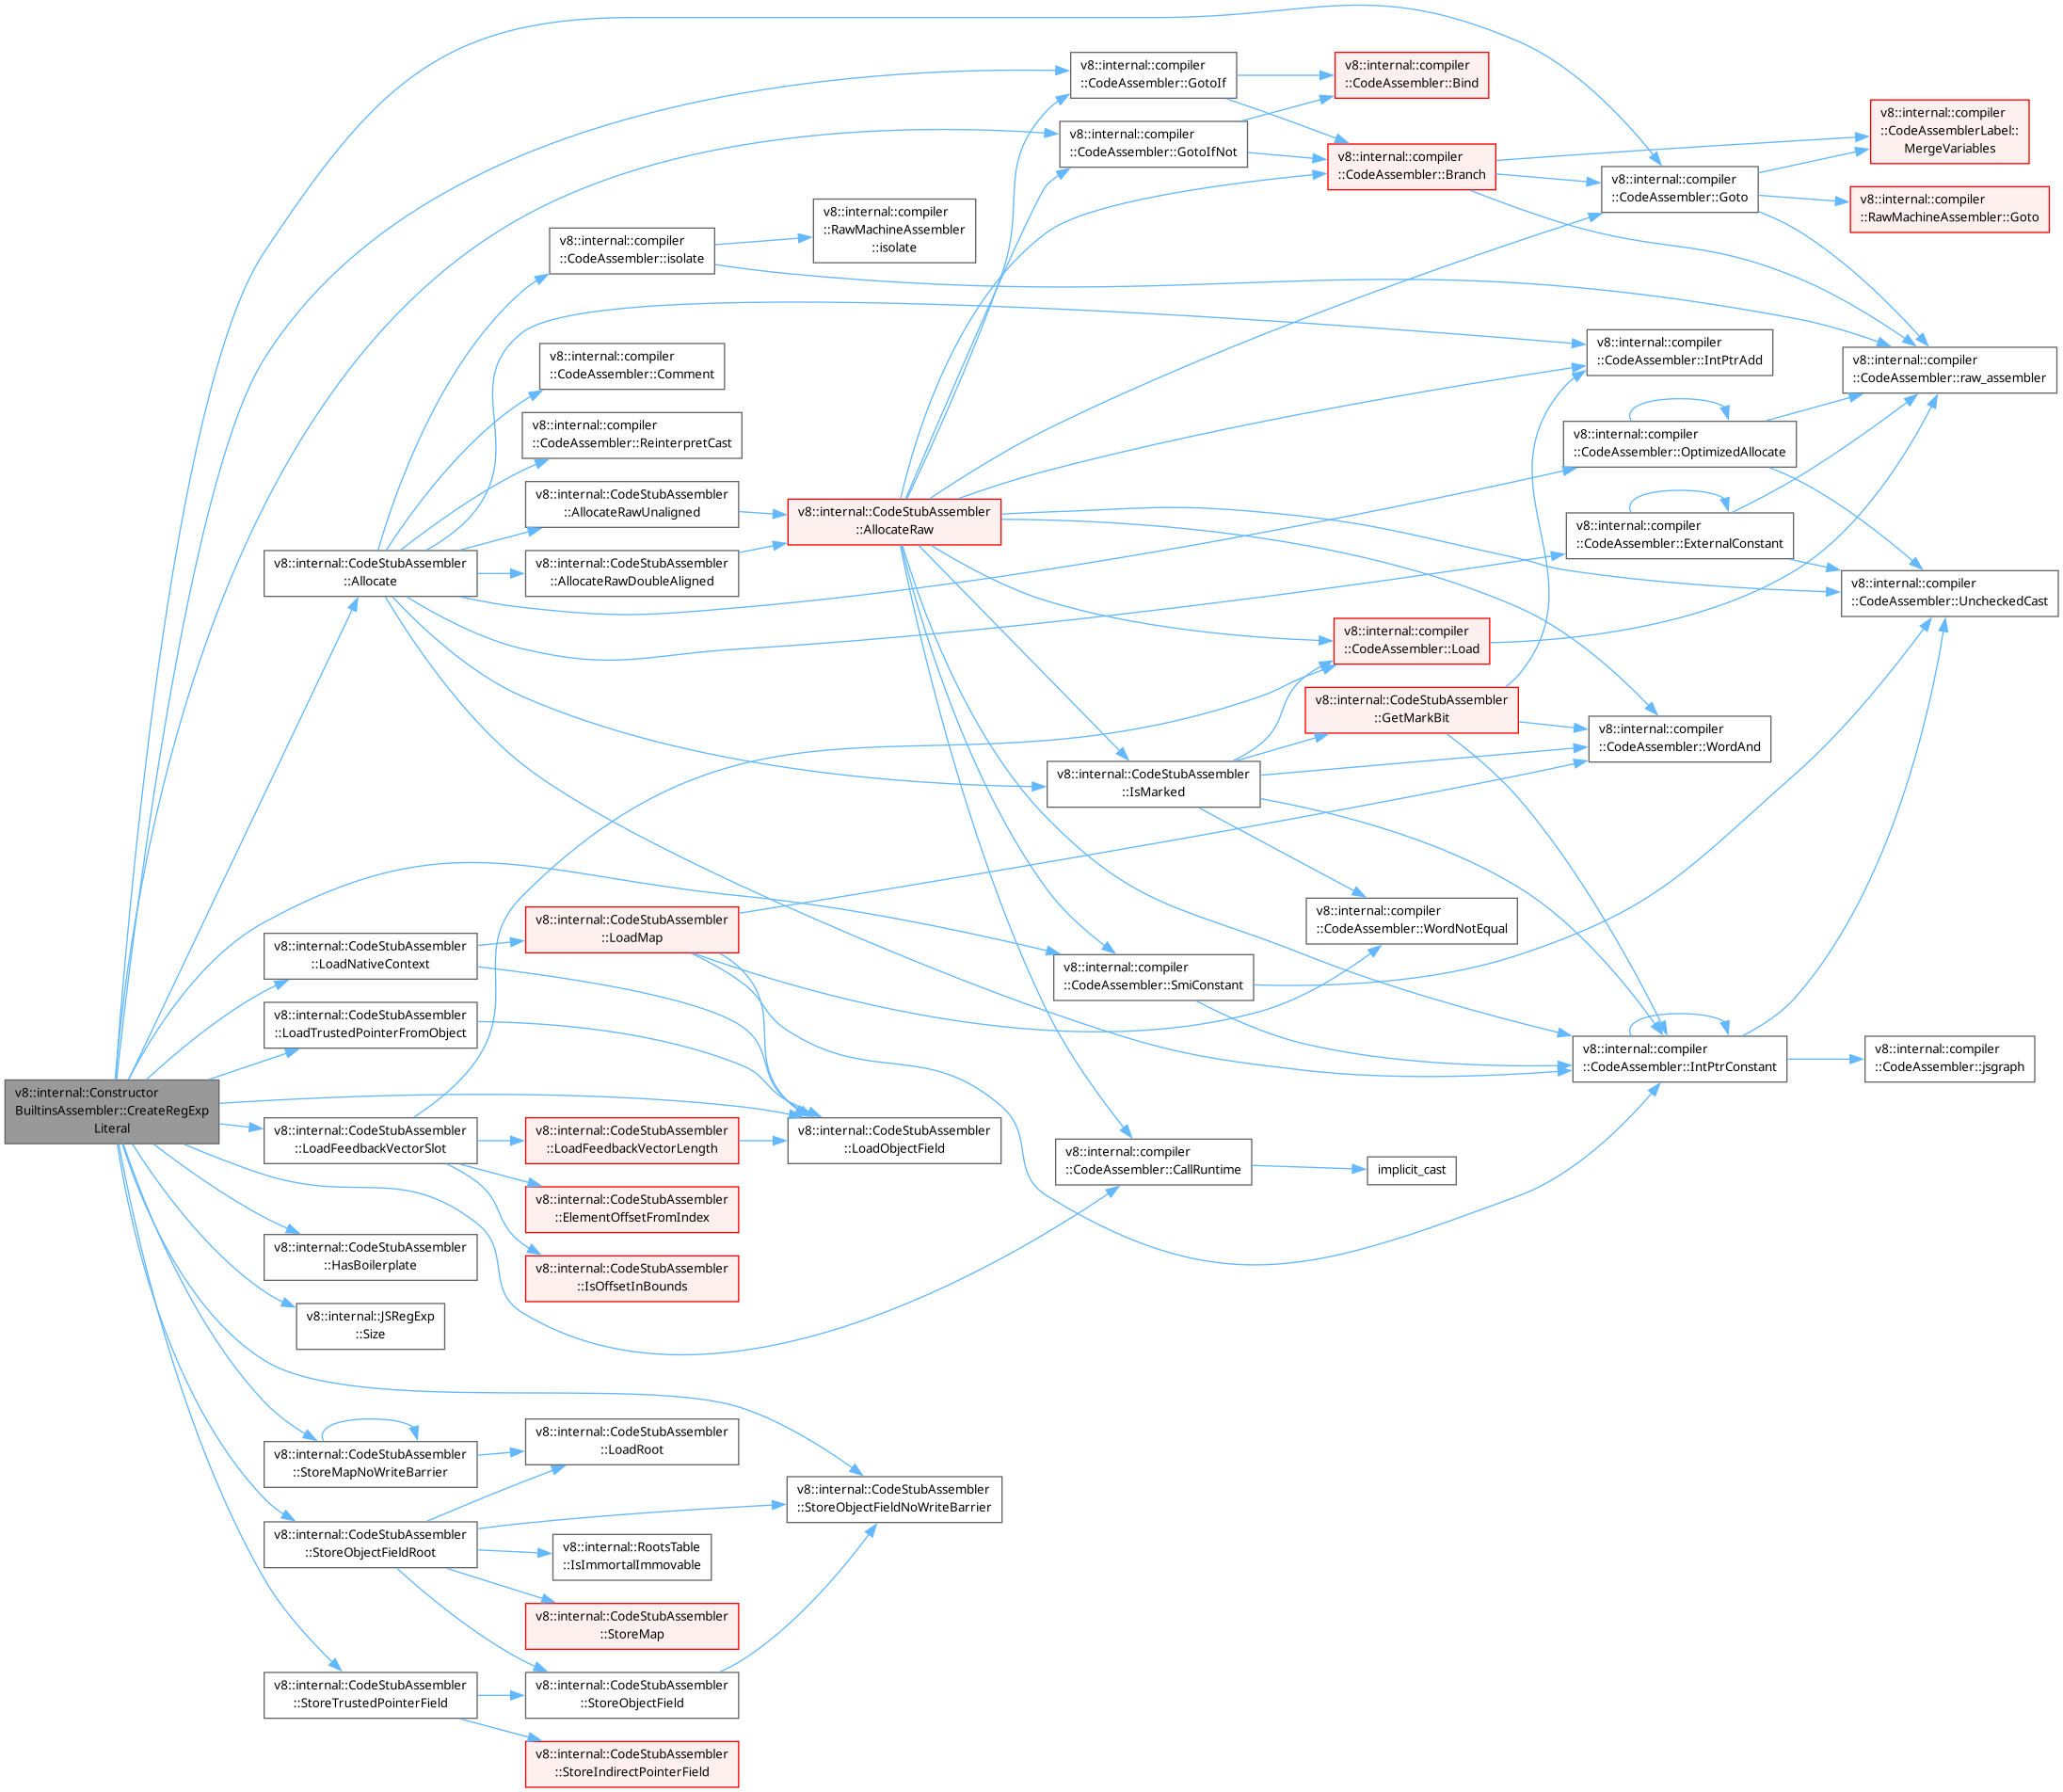 v8::internal::Constructor
BuiltinsAssembler::CreateRegExp
Literal
v8::internal::CodeStubAssembler
::Allocate
v8::internal::CodeStubAssembler
::LoadNativeContext
v8::internal::CodeStubAssembler
::LoadTrustedPointerFromObject
v8::internal::CodeStubAssembler
::LoadFeedbackVectorSlot
v8::internal::CodeStubAssembler
::HasBoilerplate
v8::internal::JSRegExp
::Size
v8::internal::CodeStubAssembler
::StoreMapNoWriteBarrier
v8::internal::CodeStubAssembler
::StoreObjectFieldRoot
v8::internal::CodeStubAssembler
::StoreTrustedPointerField
v8::internal::compiler
::CodeAssembler::isolate
v8::internal::compiler
::CodeAssembler::Comment
v8::internal::compiler
::CodeAssembler::ReinterpretCast
v8::internal::CodeStubAssembler
::AllocateRawUnaligned
v8::internal::CodeStubAssembler
::AllocateRawDoubleAligned
v8::internal::CodeStubAssembler
::LoadMap
v8::internal::CodeStubAssembler
::LoadFeedbackVectorLength
v8::internal::CodeStubAssembler
::ElementOffsetFromIndex
v8::internal::CodeStubAssembler
::IsOffsetInBounds
v8::internal::CodeStubAssembler
::LoadRoot
v8::internal::RootsTable
::IsImmortalImmovable
v8::internal::CodeStubAssembler
::StoreMap
v8::internal::CodeStubAssembler
::StoreObjectField
v8::internal::CodeStubAssembler
::StoreIndirectPointerField
v8::internal::compiler
::RawMachineAssembler
::isolate
v8::internal::CodeStubAssembler
::AllocateRaw
v8::internal::CodeStubAssembler
::LoadObjectField
v8::internal::CodeStubAssembler
::StoreObjectFieldNoWriteBarrier
v8::internal::compiler
::CodeAssembler::GotoIf
v8::internal::compiler
::CodeAssembler::GotoIfNot
v8::internal::CodeStubAssembler
::IsMarked
v8::internal::compiler
::CodeAssembler::SmiConstant
v8::internal::compiler
::CodeAssembler::CallRuntime
v8::internal::compiler
::CodeAssembler::Bind
v8::internal::compiler
::CodeAssembler::Branch
v8::internal::compiler
::CodeAssembler::Load
v8::internal::CodeStubAssembler
::GetMarkBit
v8::internal::compiler
::CodeAssembler::WordNotEqual
implicit_cast
v8::internal::compiler
::CodeAssembler::Goto
v8::internal::compiler
::CodeAssembler::IntPtrAdd
v8::internal::compiler
::CodeAssembler::OptimizedAllocate
v8::internal::compiler
::CodeAssembler::ExternalConstant
v8::internal::compiler
::CodeAssembler::WordAnd
v8::internal::compiler
::CodeAssembler::IntPtrConstant
v8::internal::compiler
::CodeAssemblerLabel::
MergeVariables
v8::internal::compiler
::RawMachineAssembler::Goto
v8::internal::compiler
::CodeAssembler::raw_assembler
v8::internal::compiler
::CodeAssembler::UncheckedCast
v8::internal::compiler
::CodeAssembler::jsgraph